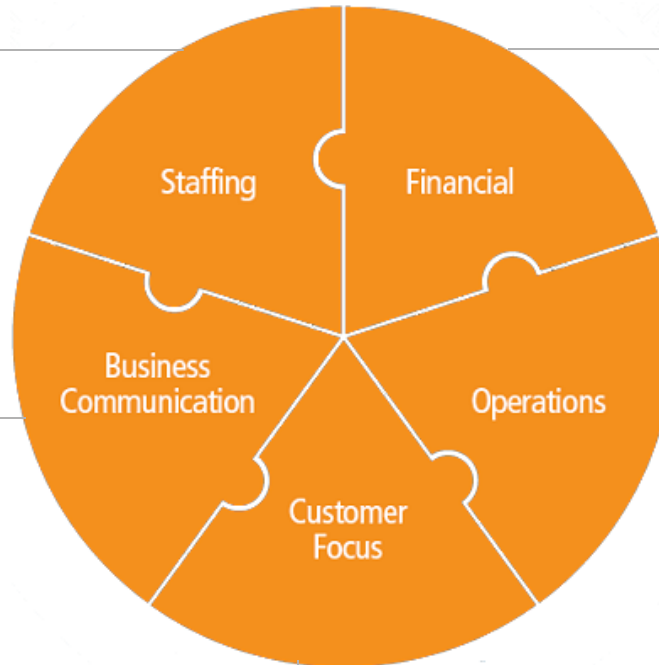 Staffing
Financial
Business
Communication
Operations
Customer
Focus